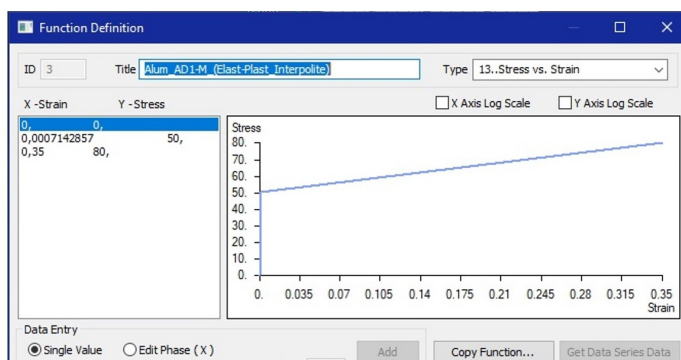 Function Definition
ID 3 Title Alum_AD1-M_(Elast-Plast_Interpolite) Type 13..Stress vs. Strain
X -Strain Y -Stress X Axis Log Scale Y Axis Log Scale
0, 0,
0,0007142857 50,
0,35 80,
Stress
80.
70.
60.
50.
40.
30.
20.
10.
0.
0. 0.035 0.07 0.105 0.14 0.175 0.21 0.245 0.28 0.315 0.35
Strain
Data Entry
Single Value Edit Phase ( X ) Add Copy Function... Get Data Series Data